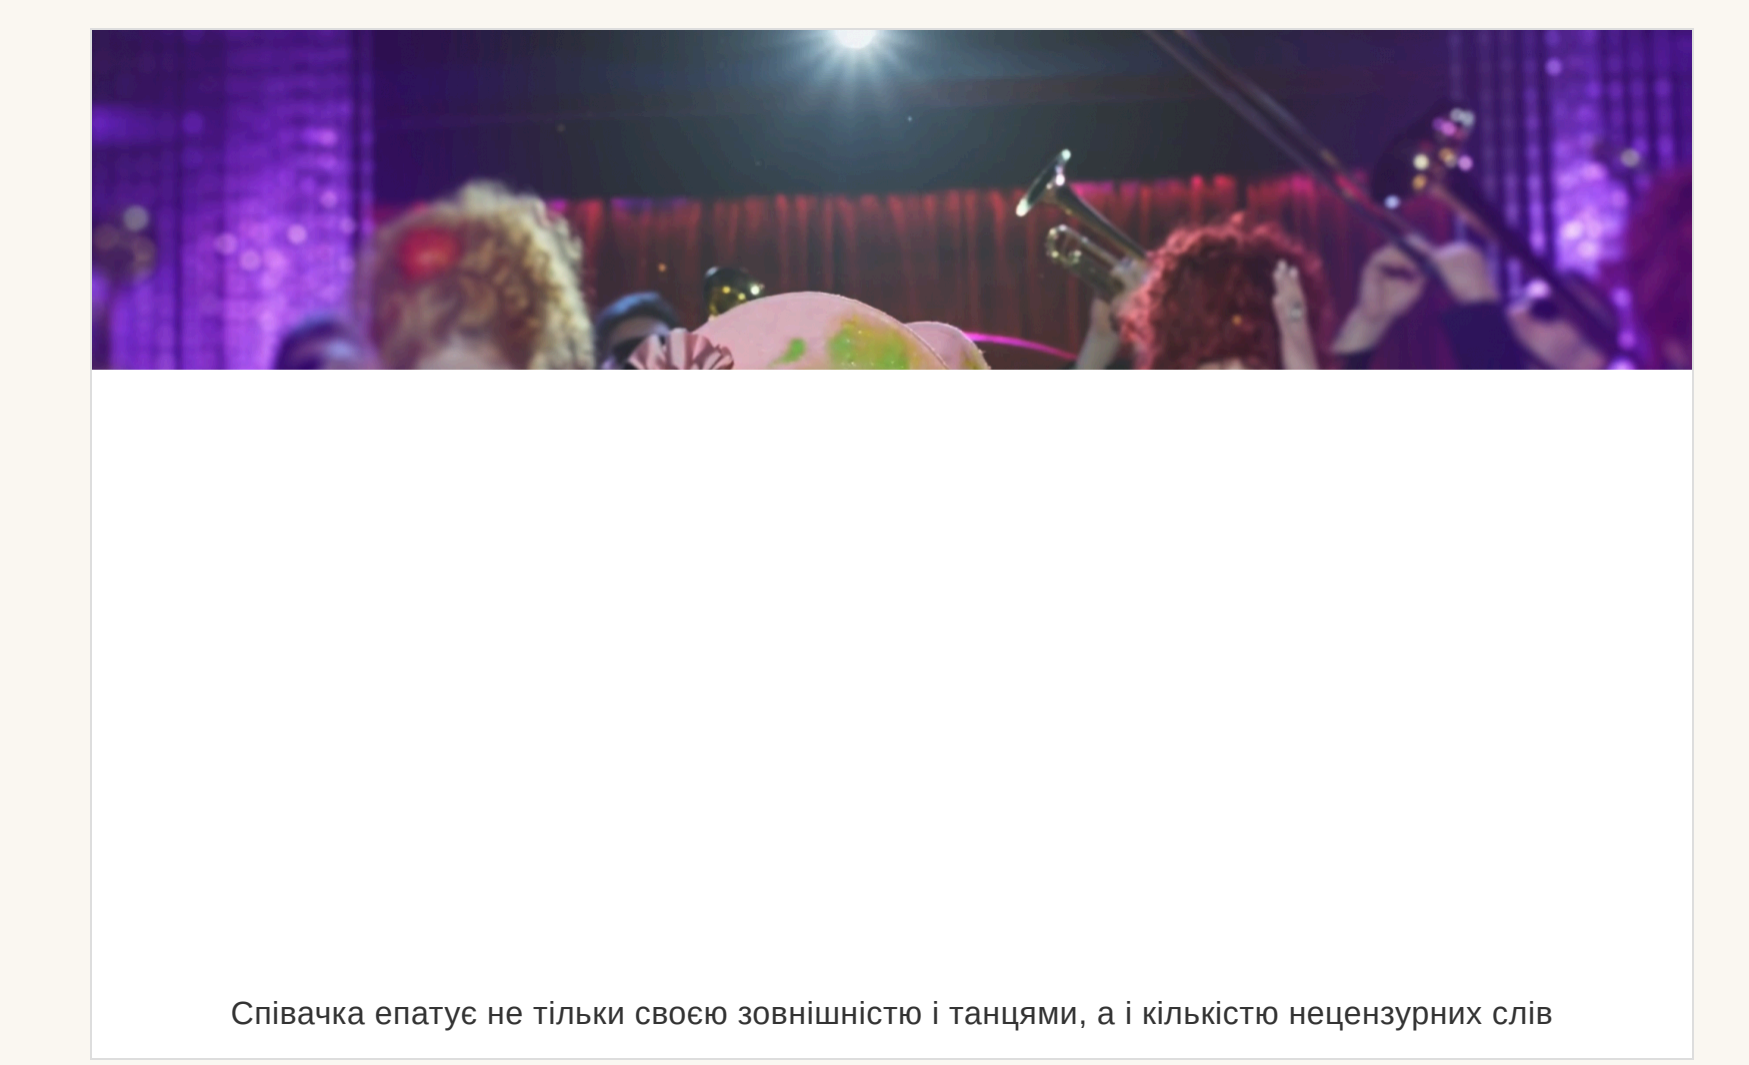 Співачка епатує не тільки своєю зовнішністю і танцями, а і кількістю нецензурних слів